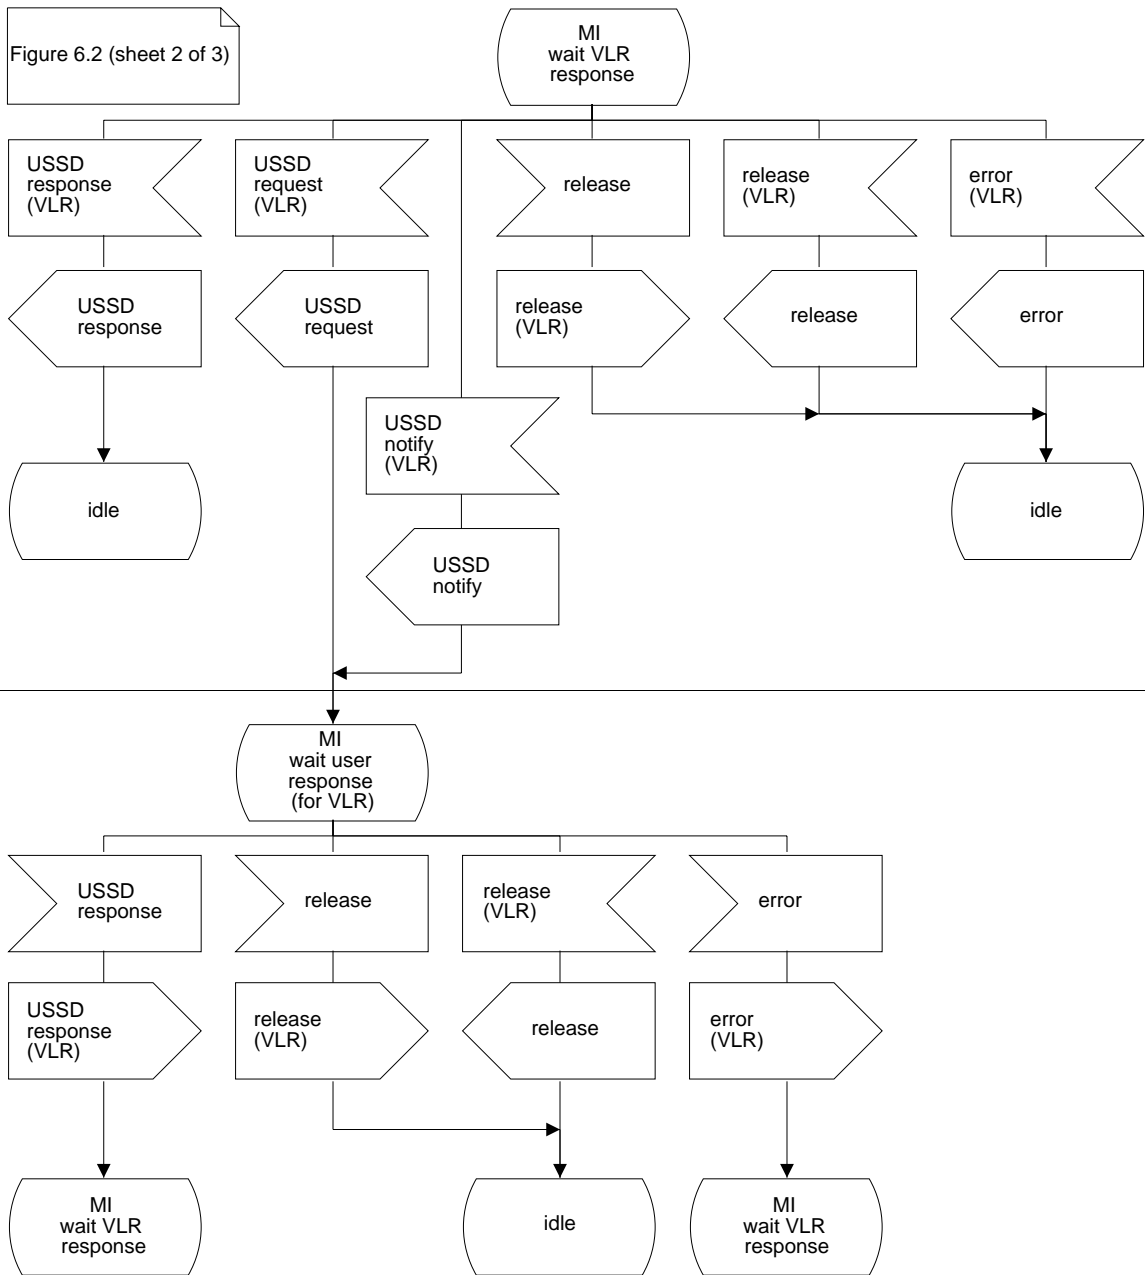 Figure 6.2 (sheet 2 of 3)
MI
wait VLR
response
USSD
response
(VLR)
USSD
request
(VLR)
release
release
(VLR)
error
(VLR)
USSD
response
USSD
request
release
(VLR)
release
error
USSD
notify
(VLR)
idle
idle
USSD
notify
MI
wait user
response
(for VLR)
USSD
response
release
release
(VLR)
error
USSD
response
(VLR)
release
(VLR)
release
error
(VLR)
MI
wait VLR
response
idle
MI
wait VLR
response